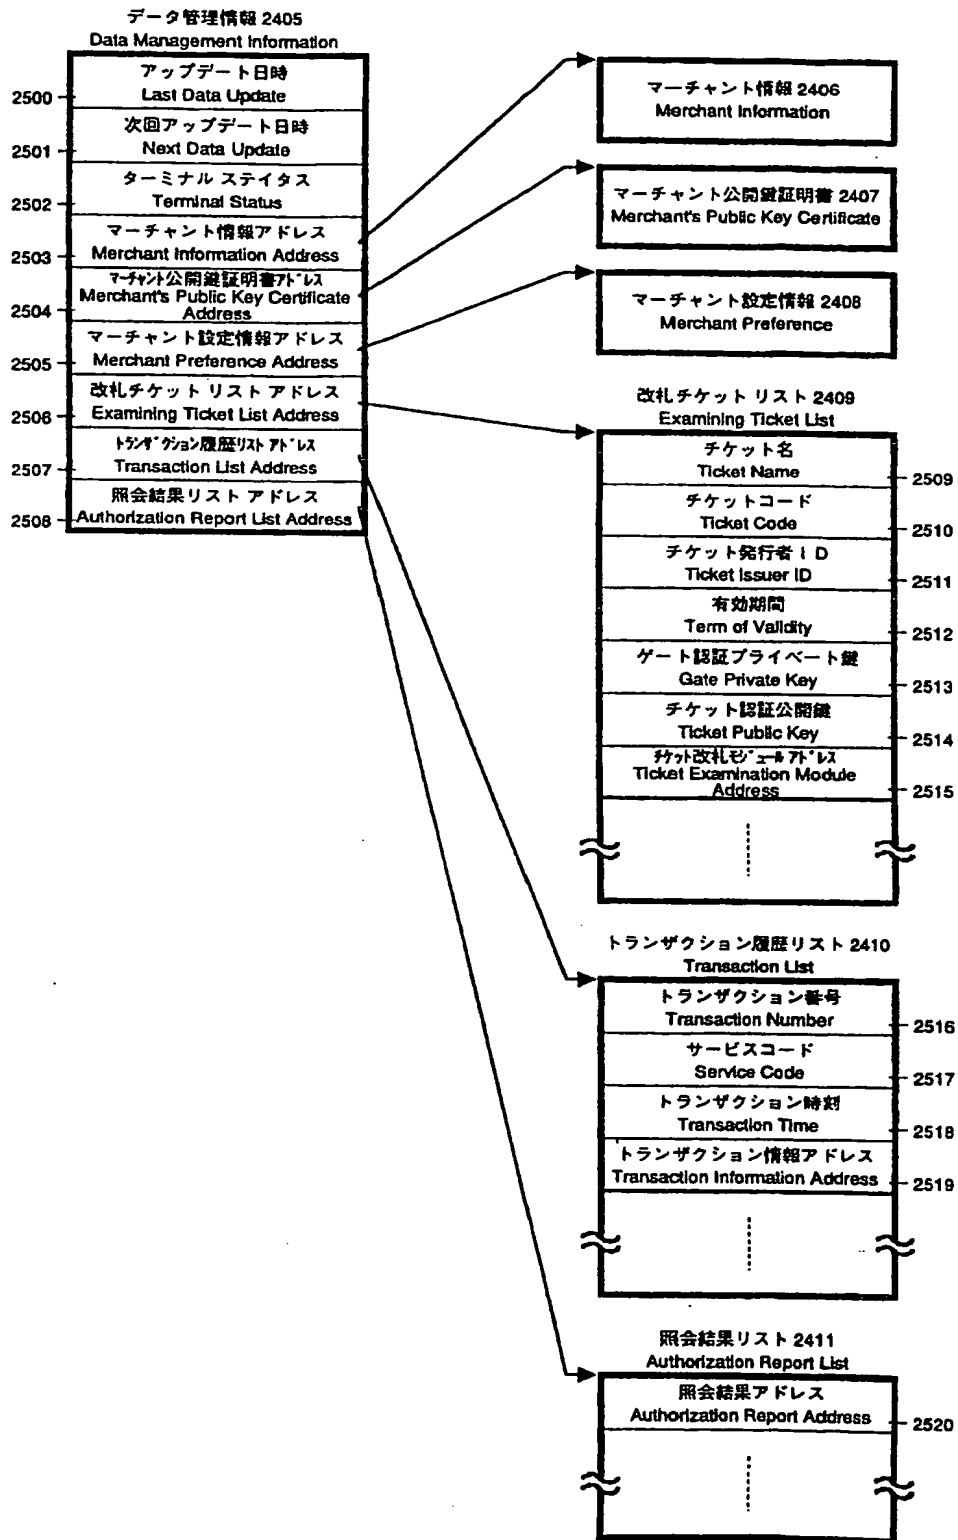 データ管理情報 2405
Data Management Information
アップデート日時
Last Data Update
2500
次回アップデート日時
Next Data Update
2501
ターミナル ステイタス
Terminal Status
2502
マーチャント情報アドレス
Merchant Information Address
2503
マーチャント公開鍵証明書アドレス
Merchant's Public Key Certificate
Address
2504
マーチャント設定情報アドレス
Merchant Preference Address
2505
改札チケット リスト アドレス
Examining Ticket List Address
2506
トランザクション履歴リスト アドレス
Transaction List Address
2507
照会結果リスト アドレス
Authorization Report List Address
2508
マーチャント情報 2406
Merchant Information
マーチャント公開鍵証明書 2407
Merchant's Public Key Certificate
マーチャント設定情報 2408
Merchant Preference
改札チケット リスト 2409
Examining Ticket List
チケット名
Ticket Name
2509
チケットコード
Ticket Code
2510
チケット発行者ID
Ticket Issuer ID
2511
有効期間
Term of Validity
2512
ゲート認証プライベート鍵
Gate Private Key
2513
チケット認証公開鍵
Ticket Public Key
2514
チケット改札モジュール アドレス
Ticket Examination Module
Address
2515
トランザクション履歴リスト 2410
Transaction List
トランザクション番号
Transaction Number
2516
サービスコード
Service Code
2517
トランザクション時刻
Transaction Time
2518
トランザクション情報アドレス
Transaction Information Address
2519
照会結果リスト 2411
Authorization Report List
照会結果アドレス
Authorization Report Address
2520